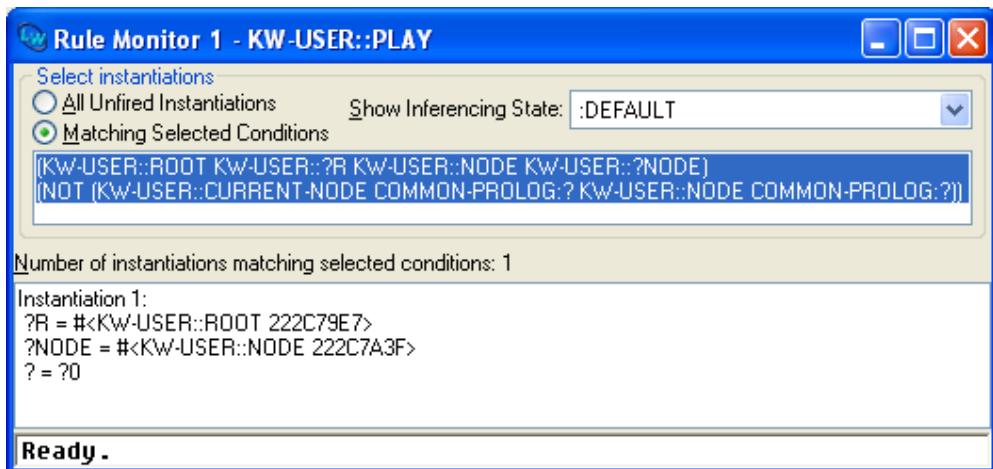 Rule Monitor 1 - KW-USER::PLAY
Select instantiations
All Unfired Instantiations
Show Inferencing State: :DEFAULT
Matching Selected Conditions
(KW-USER::ROOT KW-USER::?R KW-USER::NODE KW-USER::?NODE)
(NOT (KW-USER::CURRENT-NODE COMMON-PROLOG:? KW-USER::NODE COMMON-PROLOG:?))
Number of instantiations matching selected conditions: 1
Instantiation 1:
?R = #<KW-USER::ROOT 222C79E7>
?NODE = #<KW-USER::NODE 222C7A3F>
? = ?0
Ready.